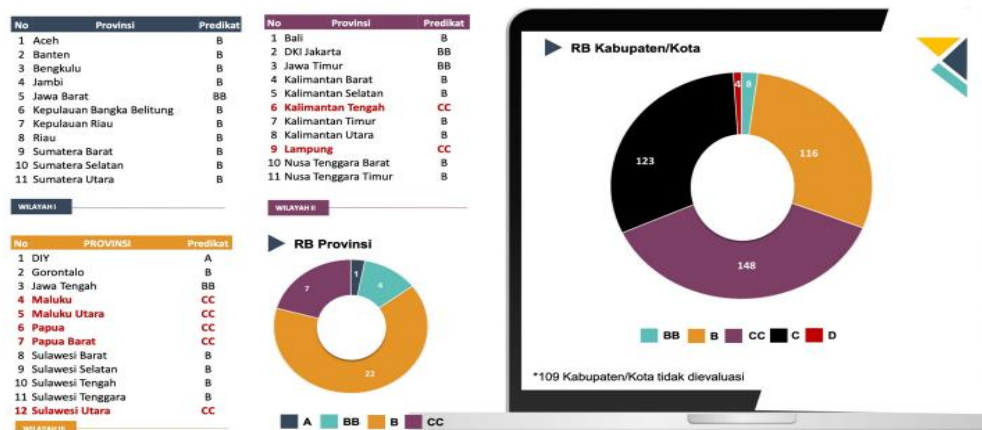 No Provinsi Predikat
1 Aceh B
2 Banten B
3 Bengkulu B
4 Jambi B
5 Jawa Barat BB
6 Kepulauan Bangka Belitung B
7 Kepulauan Riau B
8 Riau B
9 Sumatera Barat B
10 Sumatera Selatan B
11 Sumatera Utara B
WILAYAH I
No Provinsi Predikat
1 Bali B
2 DKI Jakarta BB
3 Jawa Timur BB
4 Kalimantan Barat B
5 Kalimantan Selatan B
6 Kalimantan Tengah CC
7 Kalimantan Timur B
8 Kalimantan Utara B
9 Lampung CC
10 Nusa Tenggara Barat B
11 Nusa Tenggara Timur B
WILAYAH II
No PROVINSI Predikat
1 DIY A
2 Gorontalo B
3 Jawa Tengah BB
4 Maluku CC
5 Maluku Utara CC
6 Papua CC
7 Papua Barat CC
8 Sulawesi Barat B
9 Sulawesi Selatan B
10 Sulawesi Tengah B
11 Sulawesi Tenggara B
12 Sulawesi Utara CC
WILAYAH III
RB Provinsi
1
4
7
22
A BB B CC
RB Kabupaten/Kota
4 8
116
123
148
BB B CC C D
*109 Kabupaten/Kota tidak dievaluasi